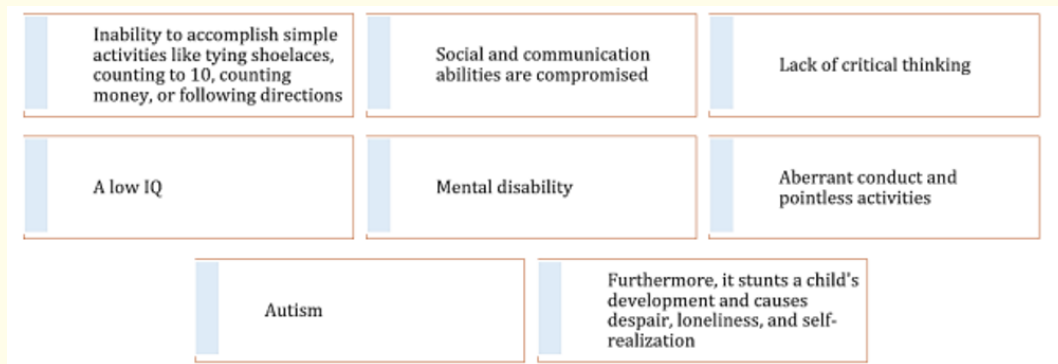 Inability to accomplish simple
activities like tying shoelaces,
counting to 10, counting
money, or following directions
Social and communication
abilities are compromised
Lack of critical thinking
A low IQ
Mental disability
Aberrant conduct and
pointless activities
Autism
Furthermore, it stunts a child's
development and causes
despair, loneliness, and self-
realization